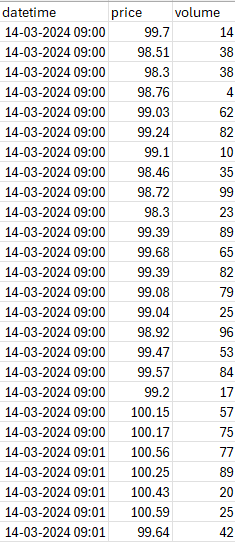 datetime price volume
14-03-2024 09:00 99.7 14
14-03-2024 09:00 98.51 38
14-03-2024 09:00 98.3 38
14-03-2024 09:00 98.76 4
14-03-2024 09:00 99.03 62
14-03-2024 09:00 99.24 82
14-03-2024 09:00 99.1 10
14-03-2024 09:00 98.46 35
14-03-2024 09:00 98.72 99
14-03-2024 09:00 98.3 23
14-03-2024 09:00 99.39 89
14-03-2024 09:00 99.68 65
14-03-2024 09:00 99.39 82
14-03-2024 09:00 99.08 79
14-03-2024 09:00 99.04 25
14-03-2024 09:00 98.92 96
14-03-2024 09:00 99.47 53
14-03-2024 09:00 99.57 84
14-03-2024 09:00 99.2 17
14-03-2024 09:00 100.15 57
14-03-2024 09:00 100.17 75
14-03-2024 09:01 100.56 77
14-03-2024 09:01 100.25 89
14-03-2024 09:01 100.43 20
14-03-2024 09:01 100.59 25
14-03-2024 09:01 99.64 42